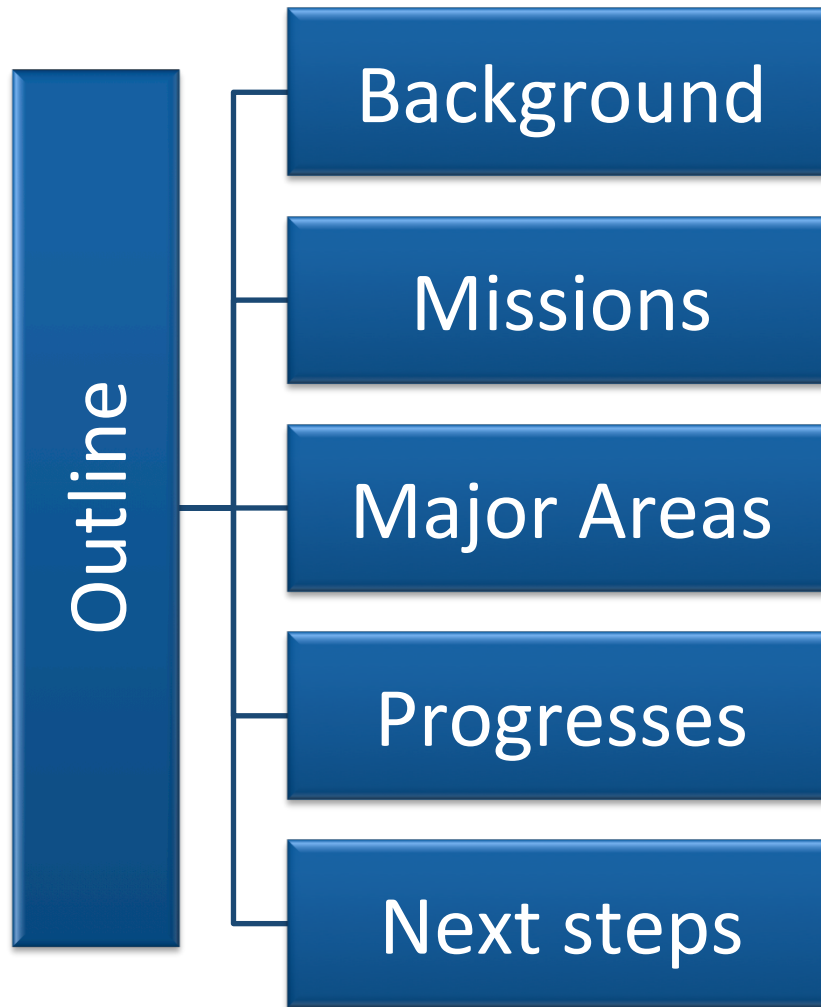 Outline
Background
Missions
Major Areas
Progresses
Next steps